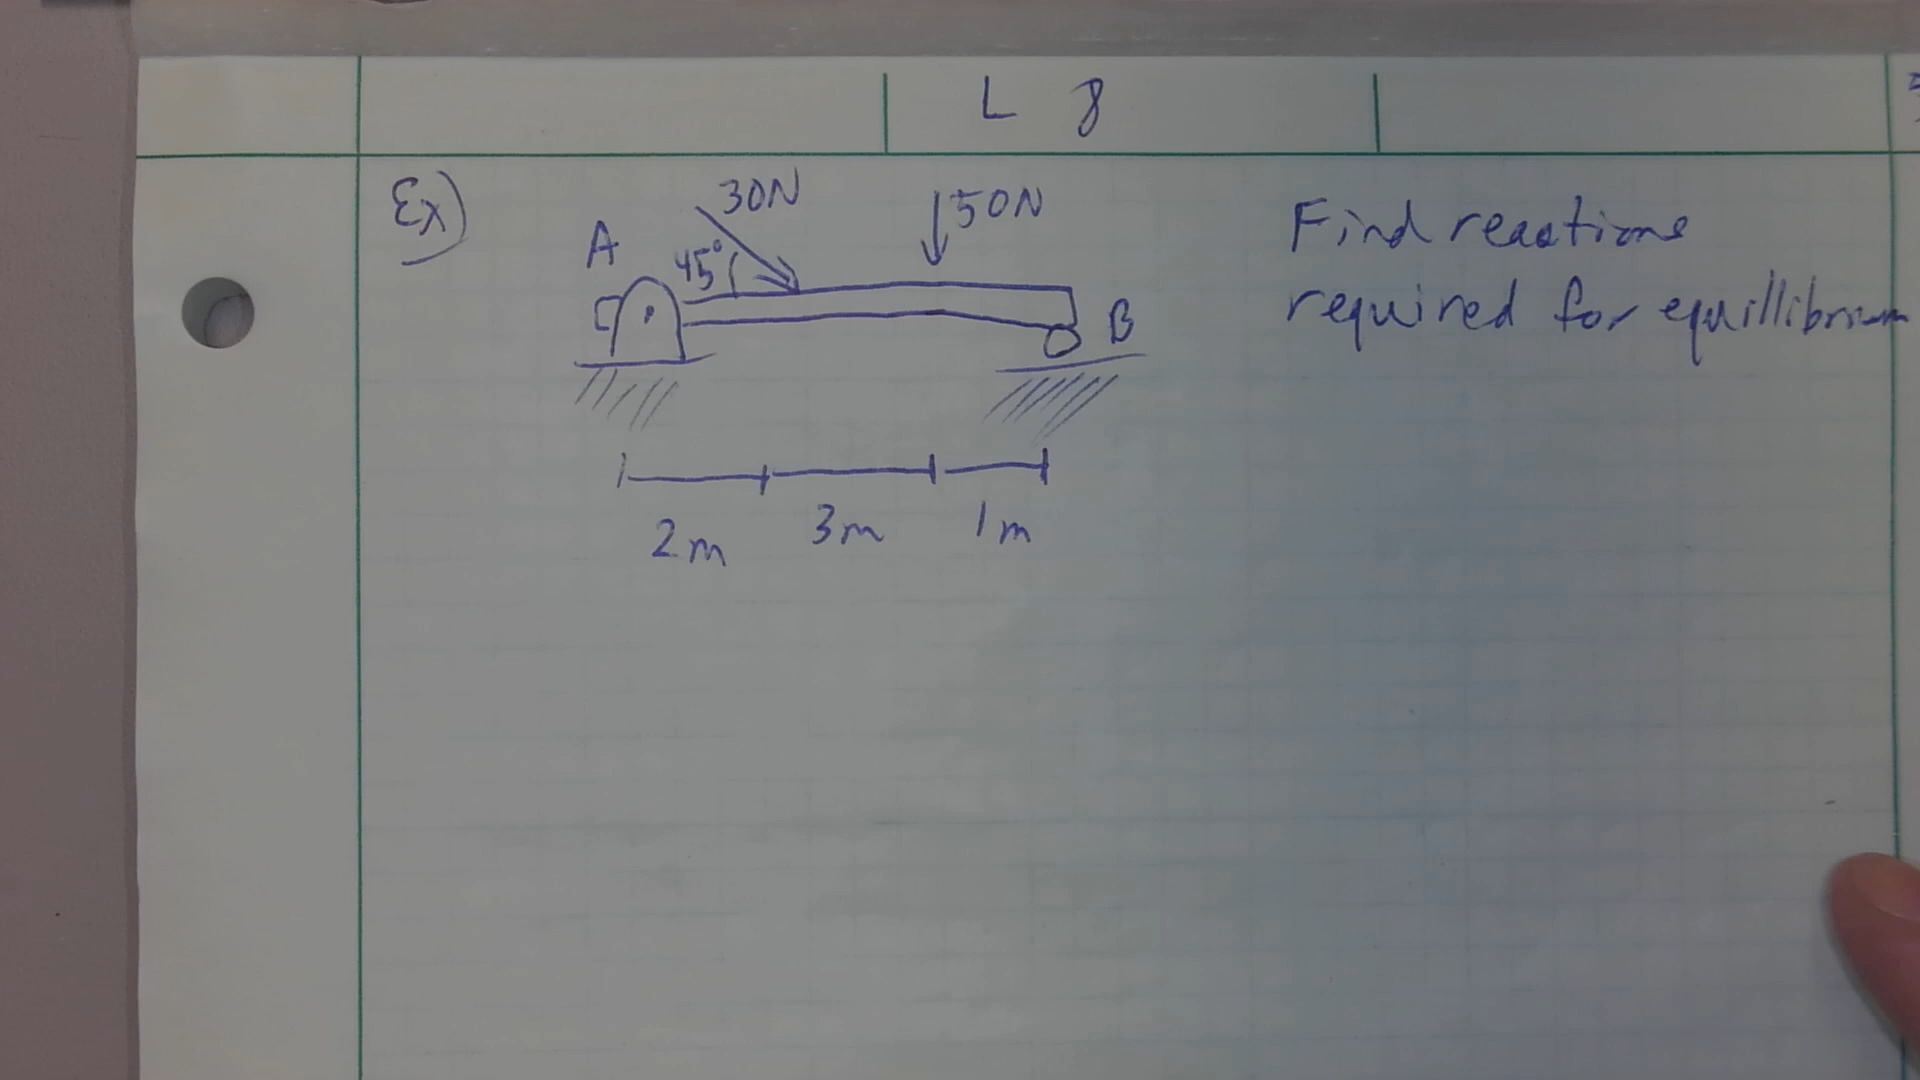 L 8
Ex)
30N
50N
A
45°
B
Find reactions
required for equillibrium
2m
3m
1m